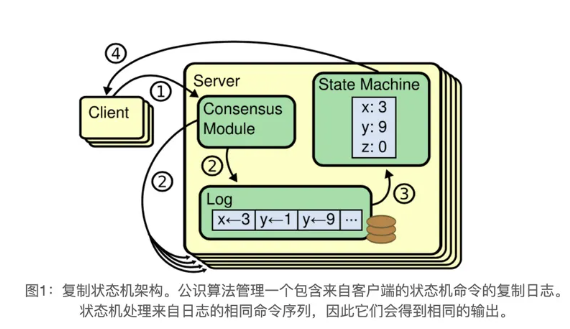 ④
①
Server
State Machine
Client
Consensus
Module
x: 3
y: 9
z: 0
②
②
③
Log
x←3 y←1 y←9 ···
图1：复制状态机架构。公识算法管理一个包含来自客户端的状态机命令的复制日志。
状态机处理来自日志的相同命令序列，因此它们会得到相同的输出。